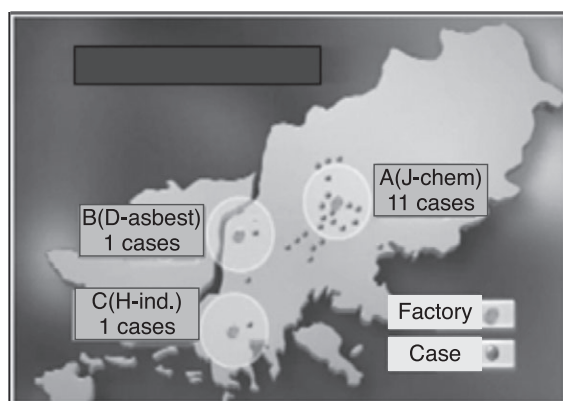 A(J-chem)
11 cases
B(D-asbest)
1 cases
C(H-ind.)
1 cases
Factory
Case